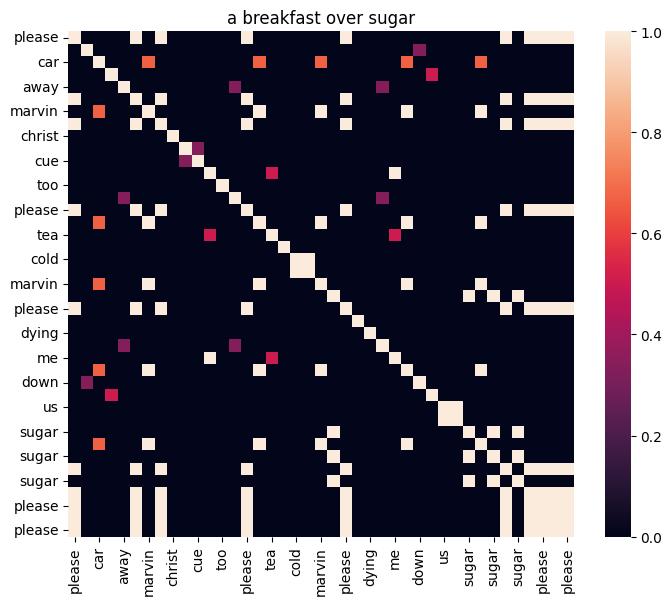 a breakfast over sugar
please
car
away
marvin
christ
cue
too
please
tea
cold
marvin
please
dying
me
down
us
sugar
sugar
sugar
please
please
1.0
0.8
0.6
0.4
0.2
0.0
please
car
away
marvin
christ
cue
too
please
tea
cold
marvin
please
dying
me
down
us
sugar
sugar
sugar
please
please